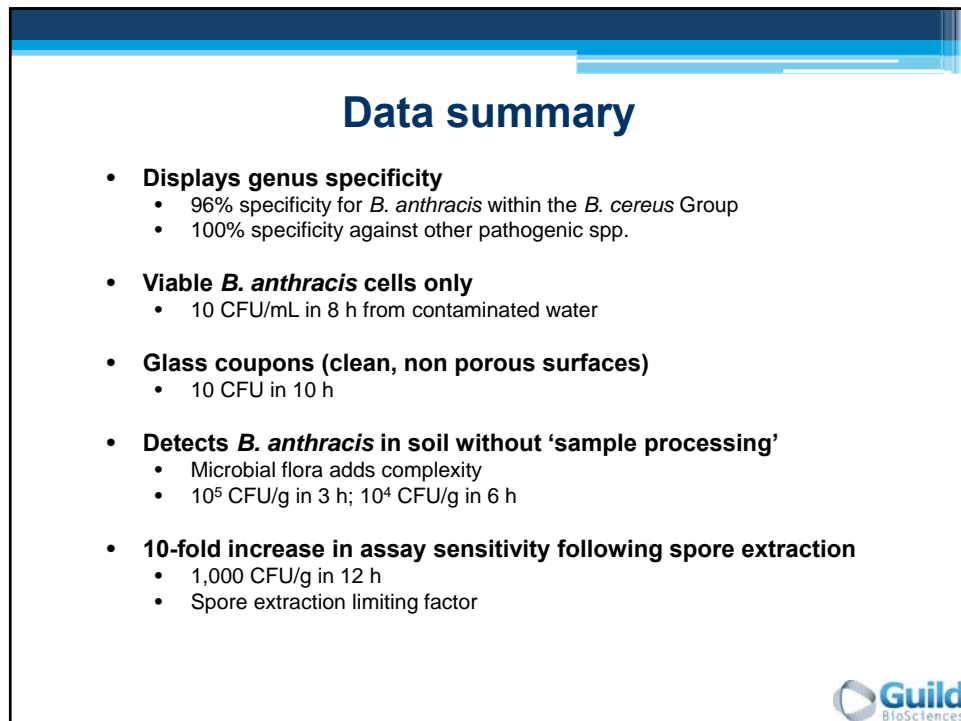 Data summary
• Displays genus specificity
• 96% specificity for B. anthracis within the B. cereus Group
• 100% specificity against other pathogenic spp.
• Viable B. anthracis cells only
• 10 CFU/mL in 8 h from contaminated water
• Glass coupons (clean, non porous surfaces)
• 10 CFU in 10 h
• Detects B. anthracis in soil without ‘sample processing’
• Microbial flora adds complexity
• 10⁵ CFU/g in 3 h; 10⁴ CFU/g in 6 h
• 10-fold increase in assay sensitivity following spore extraction
• 1,000 CFU/g in 12 h
• Spore extraction limiting factor
Guild
BioSciences